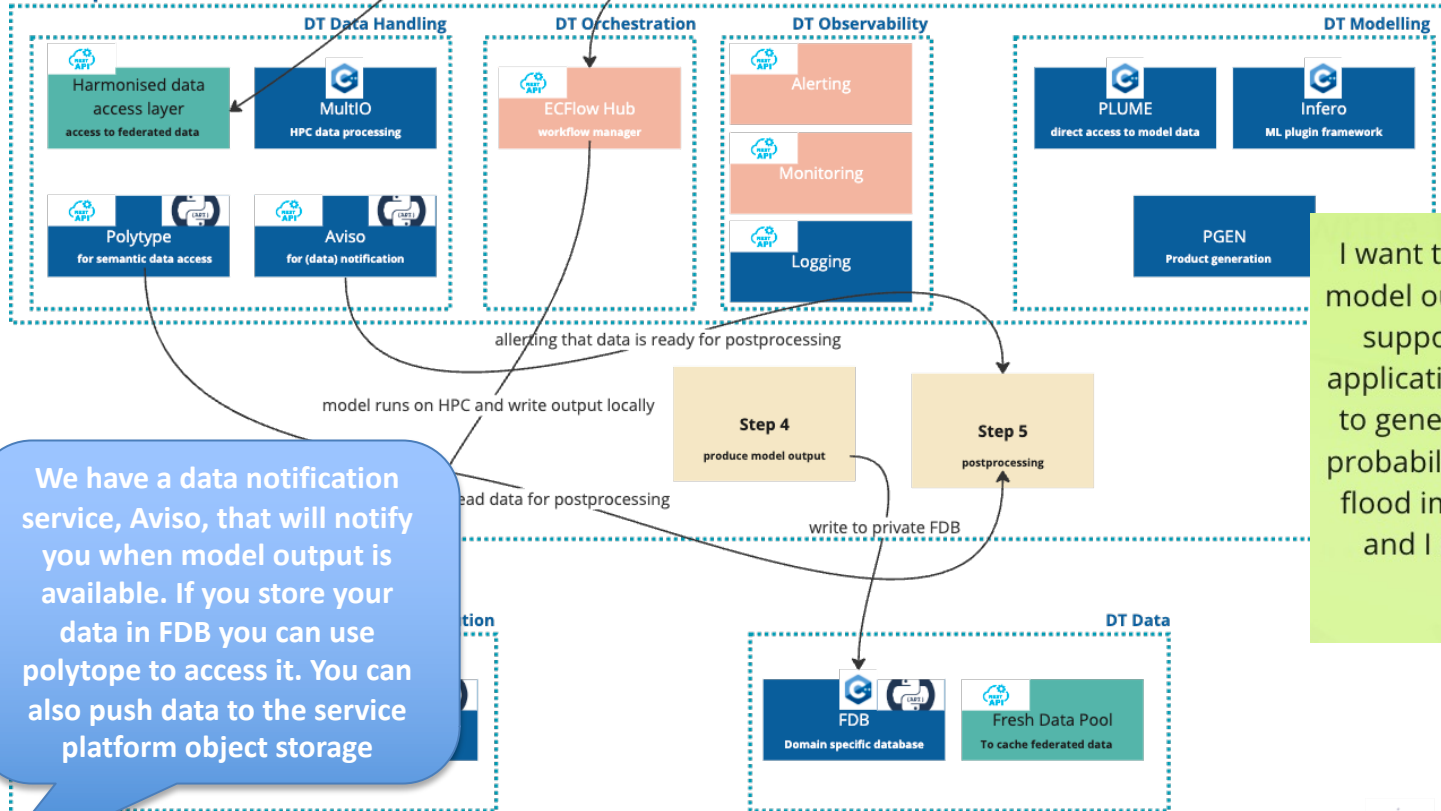 DT Data Handling
REST API
Harmonised data
access layer
access to federated data
MultIO
HPC data processing
REST API
Polytype
for semantic data access
REST API
Aviso
for (data) notification
DT Orchestration
REST API
ECFlow Hub
workflow manager
DT Observability
REST API
Alerting
REST API
Monitoring
REST API
Logging
DT Modelling
PLUME
direct access to model data
Infero
ML plugin framework
PGEN
Product generation
I want t
model ou
suppo
applicati
to gene
probabil
flood in
and I
allerting that data is ready for postprocessing
model runs on HPC and write output locally
Step 4
produce model output
Step 5
postprocessing
ead data for postprocessing
write to private FDB
We have a data notification
service, Aviso, that will notify
you when model output is
available. If you store your
data in FDB you can use
polytope to access it. You can
also push data to the service
platform object storage
tion
DT Data
FDB
Domain specific database
REST API
Fresh Data Pool
To cache federated data